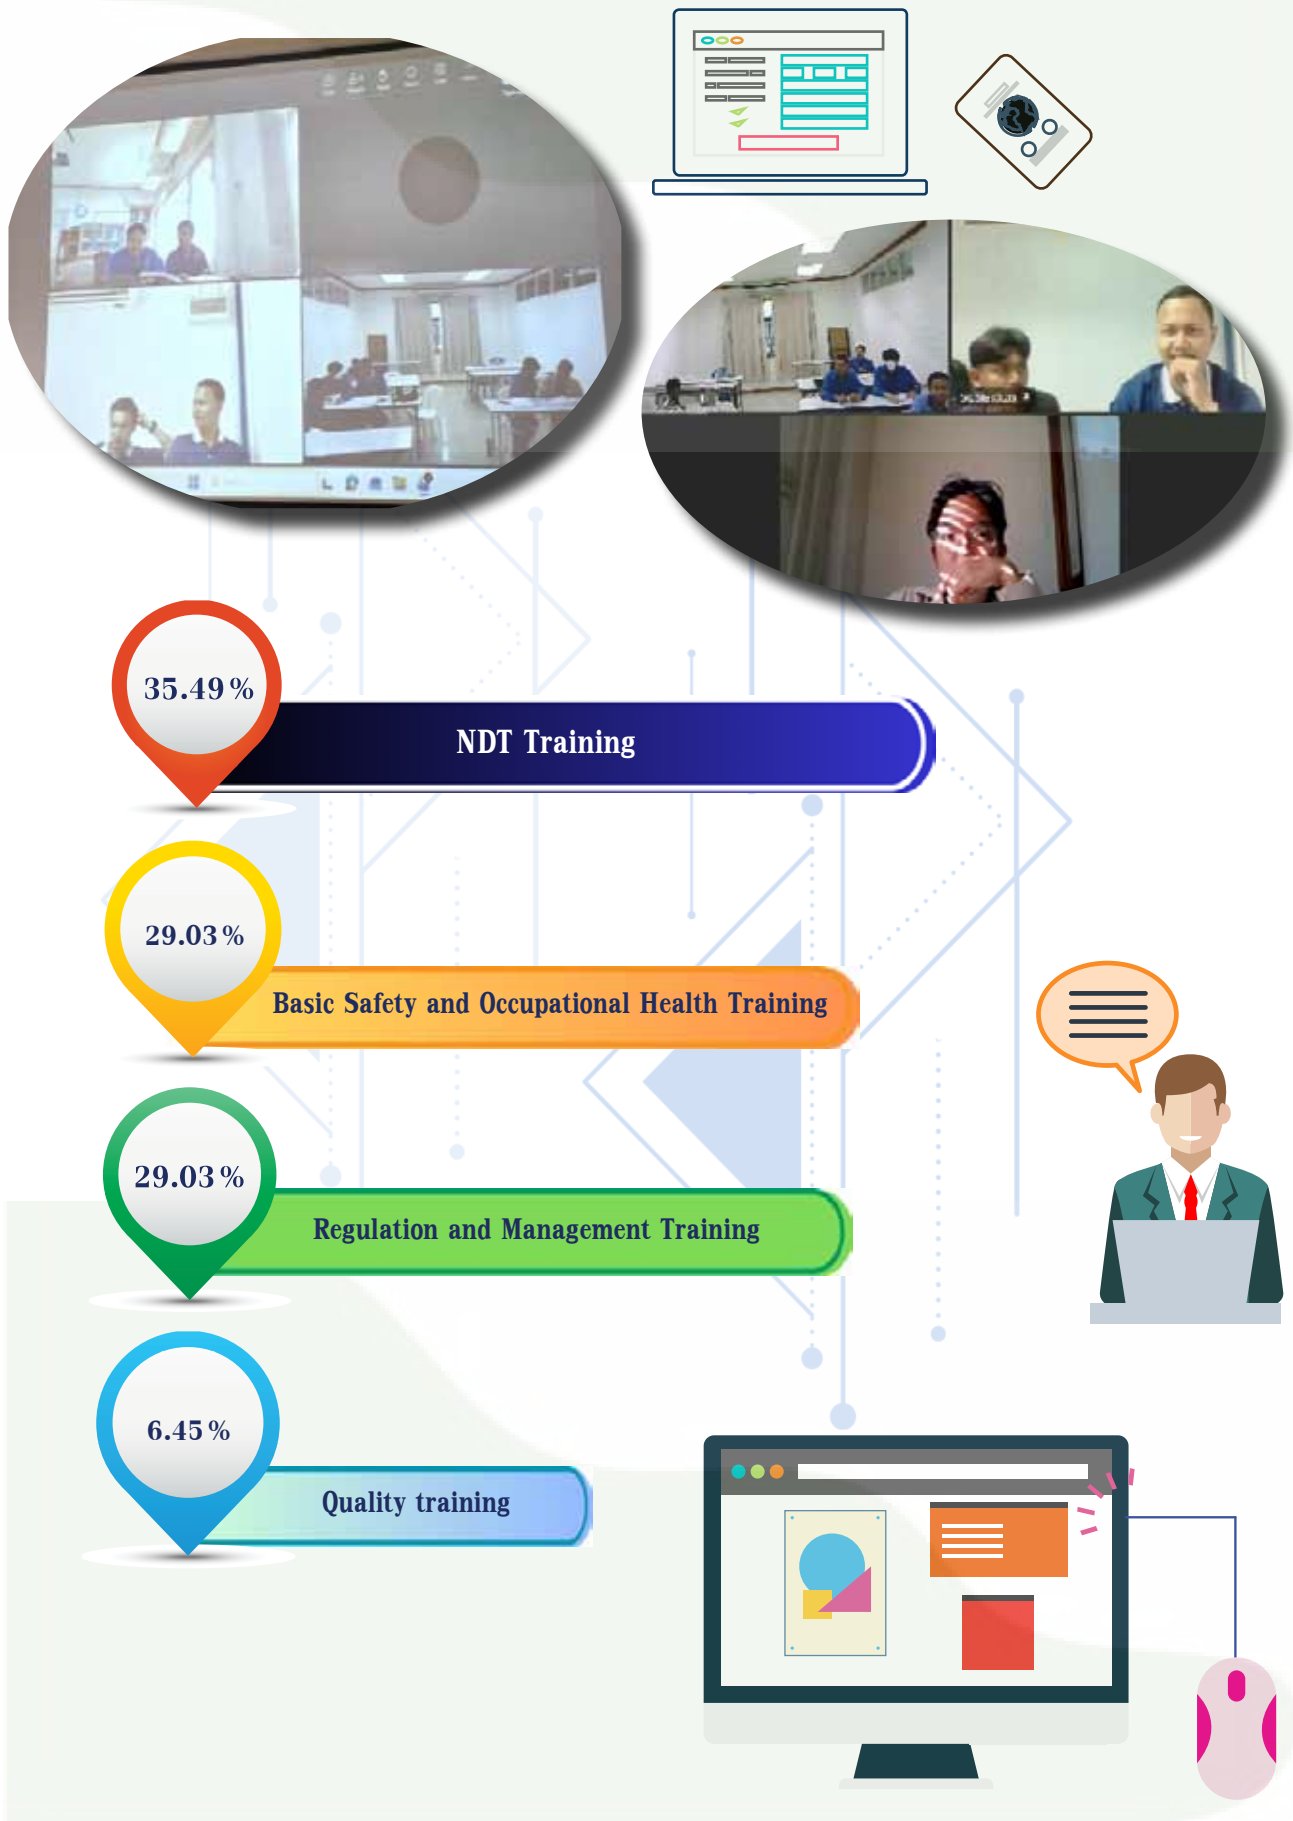 35.49 %
NDT Training
29.03 %
Basic Safety and Occupational Health Training
29.03 %
Regulation and Management Training
6.45 %
Quality training